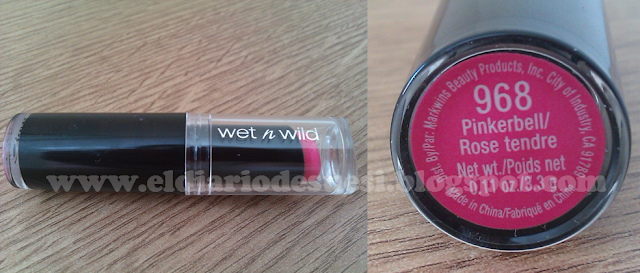 wet n wild
Dist. By/Par: Markwins Beauty Products, Inc. City of Industry, CA 91789
968
Pinkerbell/
Rose tendre
Net wt./Poids net
0.11 oz/3.3 g
Made in China/Fabriqué en Chine
www.eldiariodestesi.blogspot.com